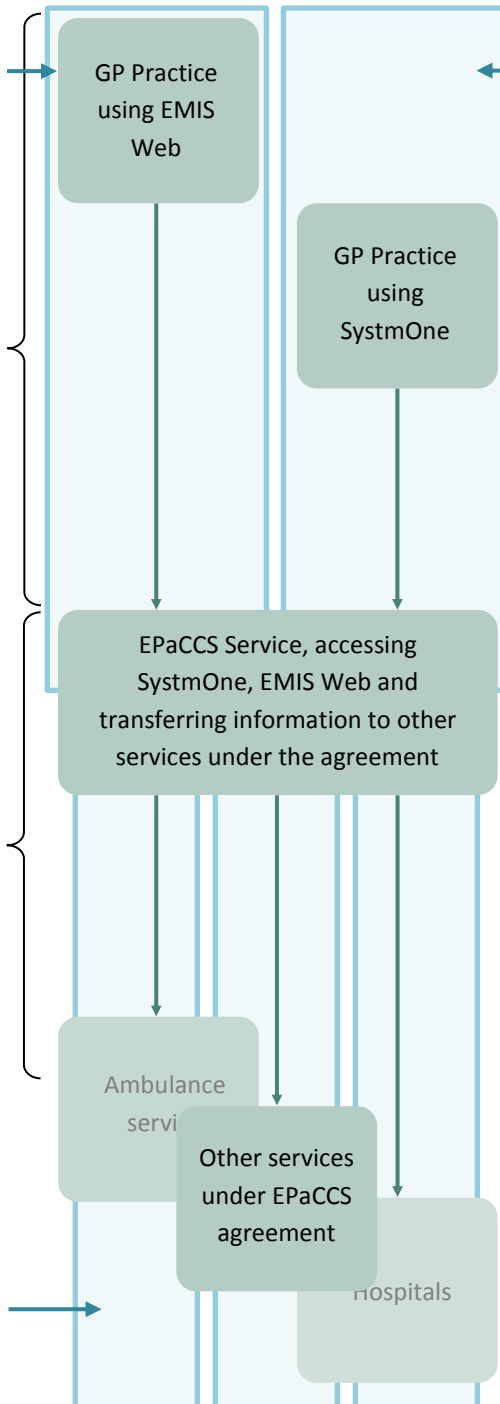 GP Practice
using EMIS
Web
GP Practice
using
SystmOne
EPaCCS Service, accessing
SystmOne, EMIS Web and
transferring information to other
services under the agreement
Ambulance
servi
Other services
under EPaCCS
agreement
Hospitals